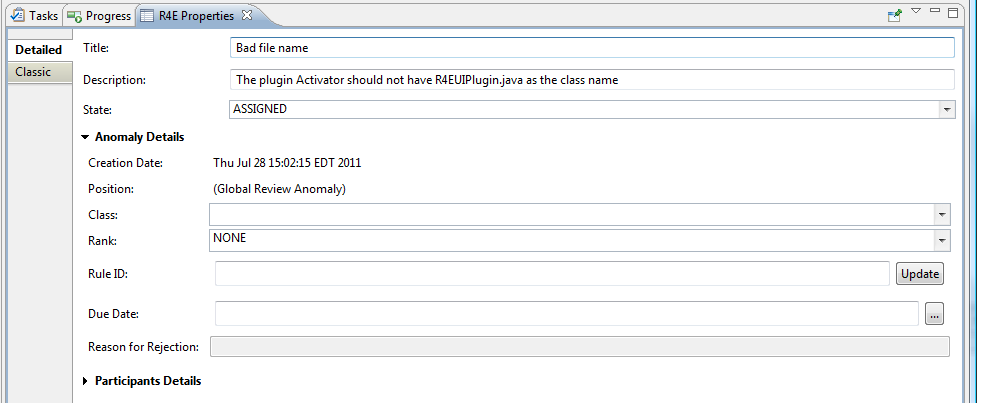 Tasks Progress R4E Properties
Detailed
Classic
Title: Bad file name
Description: The plugin Activator should not have R4EUIPlugin.java as the class name
State: ASSIGNED
Anomaly Details
Creation Date: Thu Jul 28 15:02:15 EDT 2011
Position: (Global Review Anomaly)
Class:
Rank: NONE
Rule ID: Update
Due Date: ...
Reason for Rejection:
Participants Details